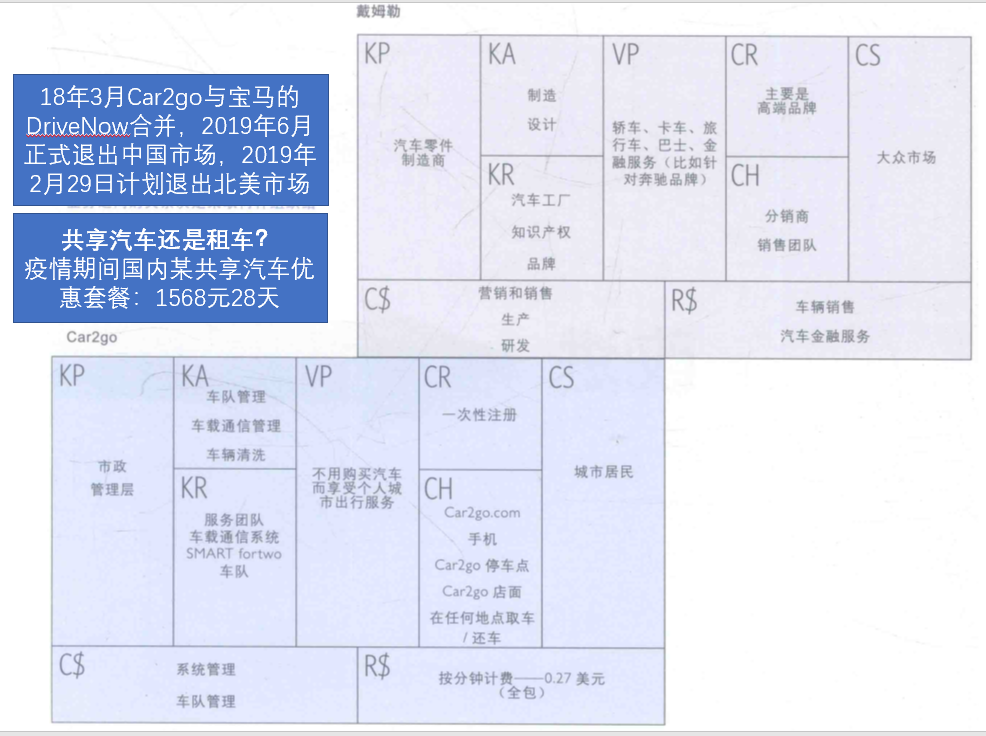 戴姆勒
18年3月Car2go与宝马的
DriveNow合并，2019年6月
正式退出中国市场，2019年
2月29日计划退出北美市场
共享汽车还是租车？
疫情期间国内某共享汽车优
惠套餐：1568元28天
KP
汽车零件
制造商
KA
制造
设计
KR
汽车工厂
知识产权
品牌
VP
轿车、卡车、旅
行车、巴士、金
融服务（比如针
对奔驰品牌）
CR
主要是
高端品牌
CH
分销商
销售团队
CS
大众市场
C$
营销和销售
生产
研发
R$
车辆销售
汽车金融服务
Car2go
KP
市政
管理层
KA
车队管理
车载通信管理
车辆清洗
KR
服务团队
车载通信系统
SMART fortwo
车队
VP
不用购买汽车
而享受个人城
市出行服务
CR
一次性注册
CH
Car2go.com
手机
Car2go 停车点
Car2go 店面
在任何地点取车
/ 还车
CS
城市居民
C$
系统管理
车队管理
R$
按分钟计费——0.27 美元
（全包）